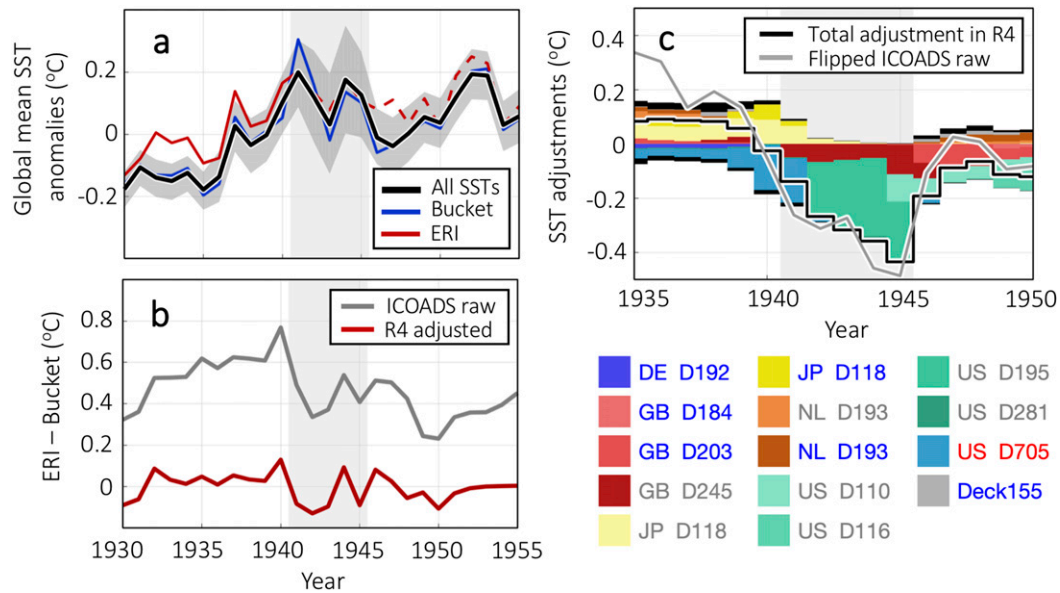 a
Global mean SST
anomalies (°C)
0.2
0
-0.2
All SSTs
Bucket
ERI
b
ERI – Bucket (°C)
0.8
0.6
0.4
0.2
0
ICOADS raw
R4 adjusted
1930
1935
1940
1945
1950
1955
Year
c
SST adjustments (°C)
0.4
0.2
0
-0.2
-0.4
Total adjustment in R4
Flipped ICOADS raw
1935
1940
1945
1950
Year
DE D192
GB D184
GB D203
GB D245
JP D118
JP D118
NL D193
NL D193
US D110
US D116
US D195
US D281
US D705
Deck155